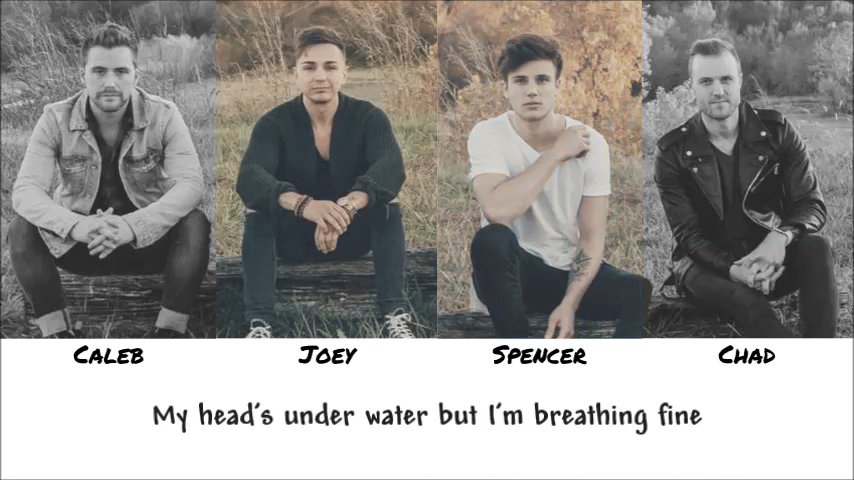 CALEB JOEY SPENCER CHAD
My head's under water but I'm breathing fine